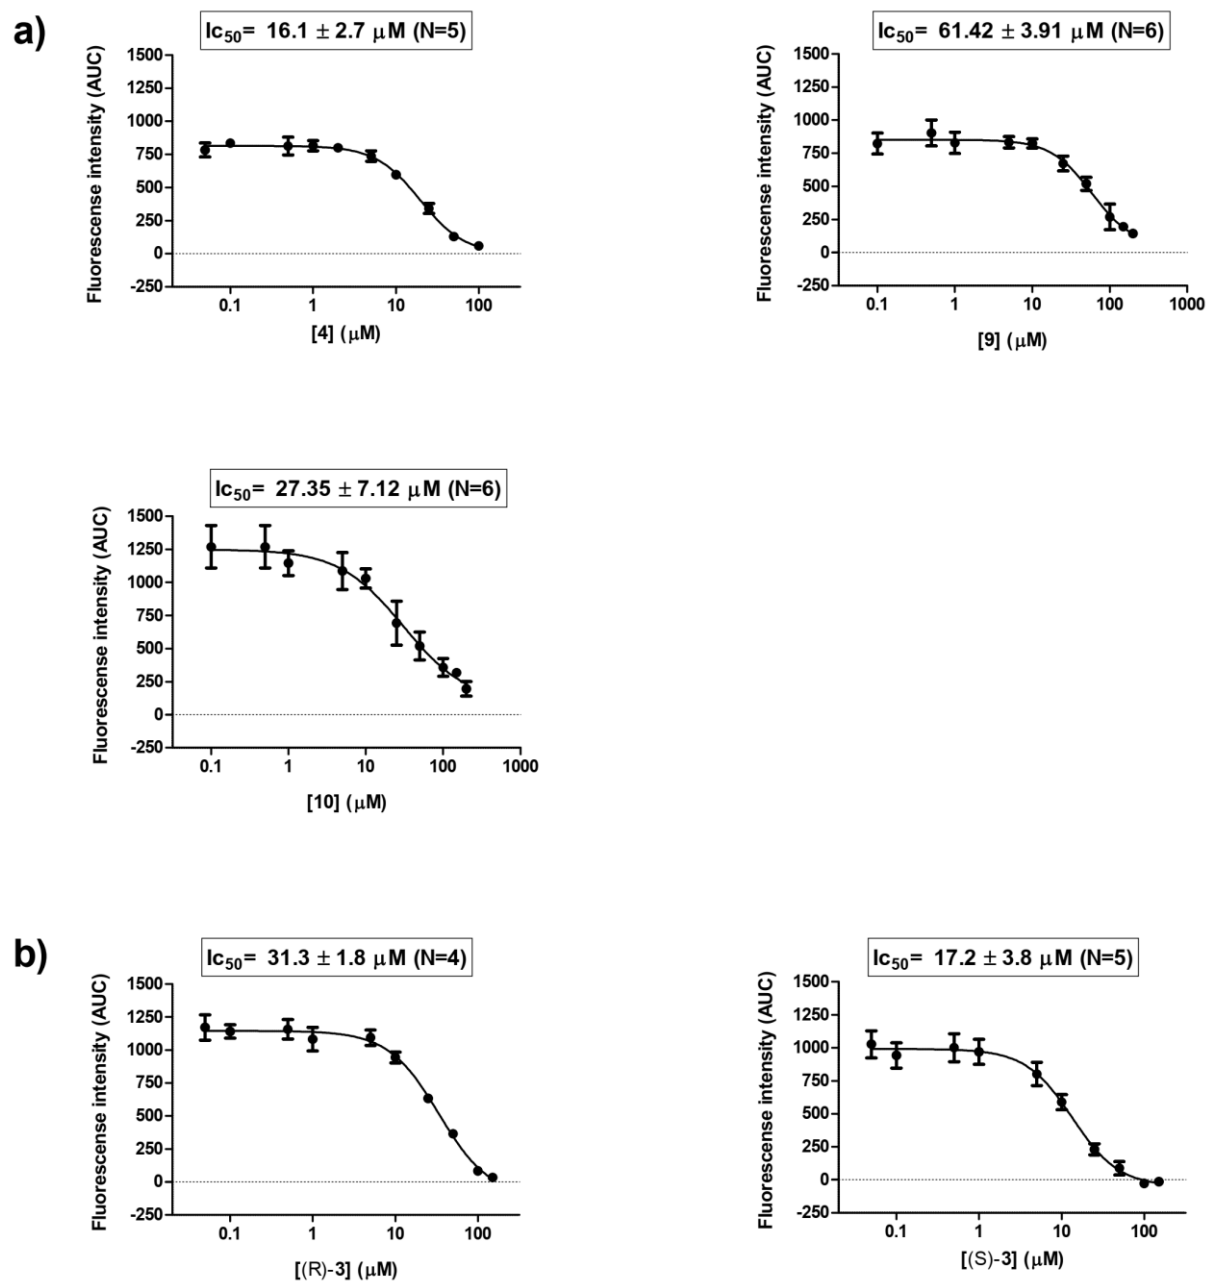 a)
Ic50= 16.1 ± 2.7 μM (N=5)
Fluorescense intensity (AUC)
1500
1250
1000
750
500
250
0
-250
0.1 1 10 100
[4] (μM)
Ic50= 61.42 ± 3.91 μM (N=6)
Fluorescense intensity (AUC)
1500
1250
1000
750
500
250
0
-250
0.1 1 10 100 1000
[9] (μM)
Ic50= 27.35 ± 7.12 μM (N=6)
Fluorescense intensity (AUC)
1500
1250
1000
750
500
250
0
-250
0.1 1 10 100 1000
[10] (μM)
b)
Ic50= 31.3 ± 1.8 μM (N=4)
Fluorescense intensity (AUC)
1500
1250
1000
750
500
250
0
-250
0.1 1 10 100
[(R)-3] (μM)
Ic50= 17.2 ± 3.8 μM (N=5)
Fluorescense intensity (AUC)
1500
1250
1000
750
500
250
0
-250
0.1 1 10 100
[(S)-3] (μM)